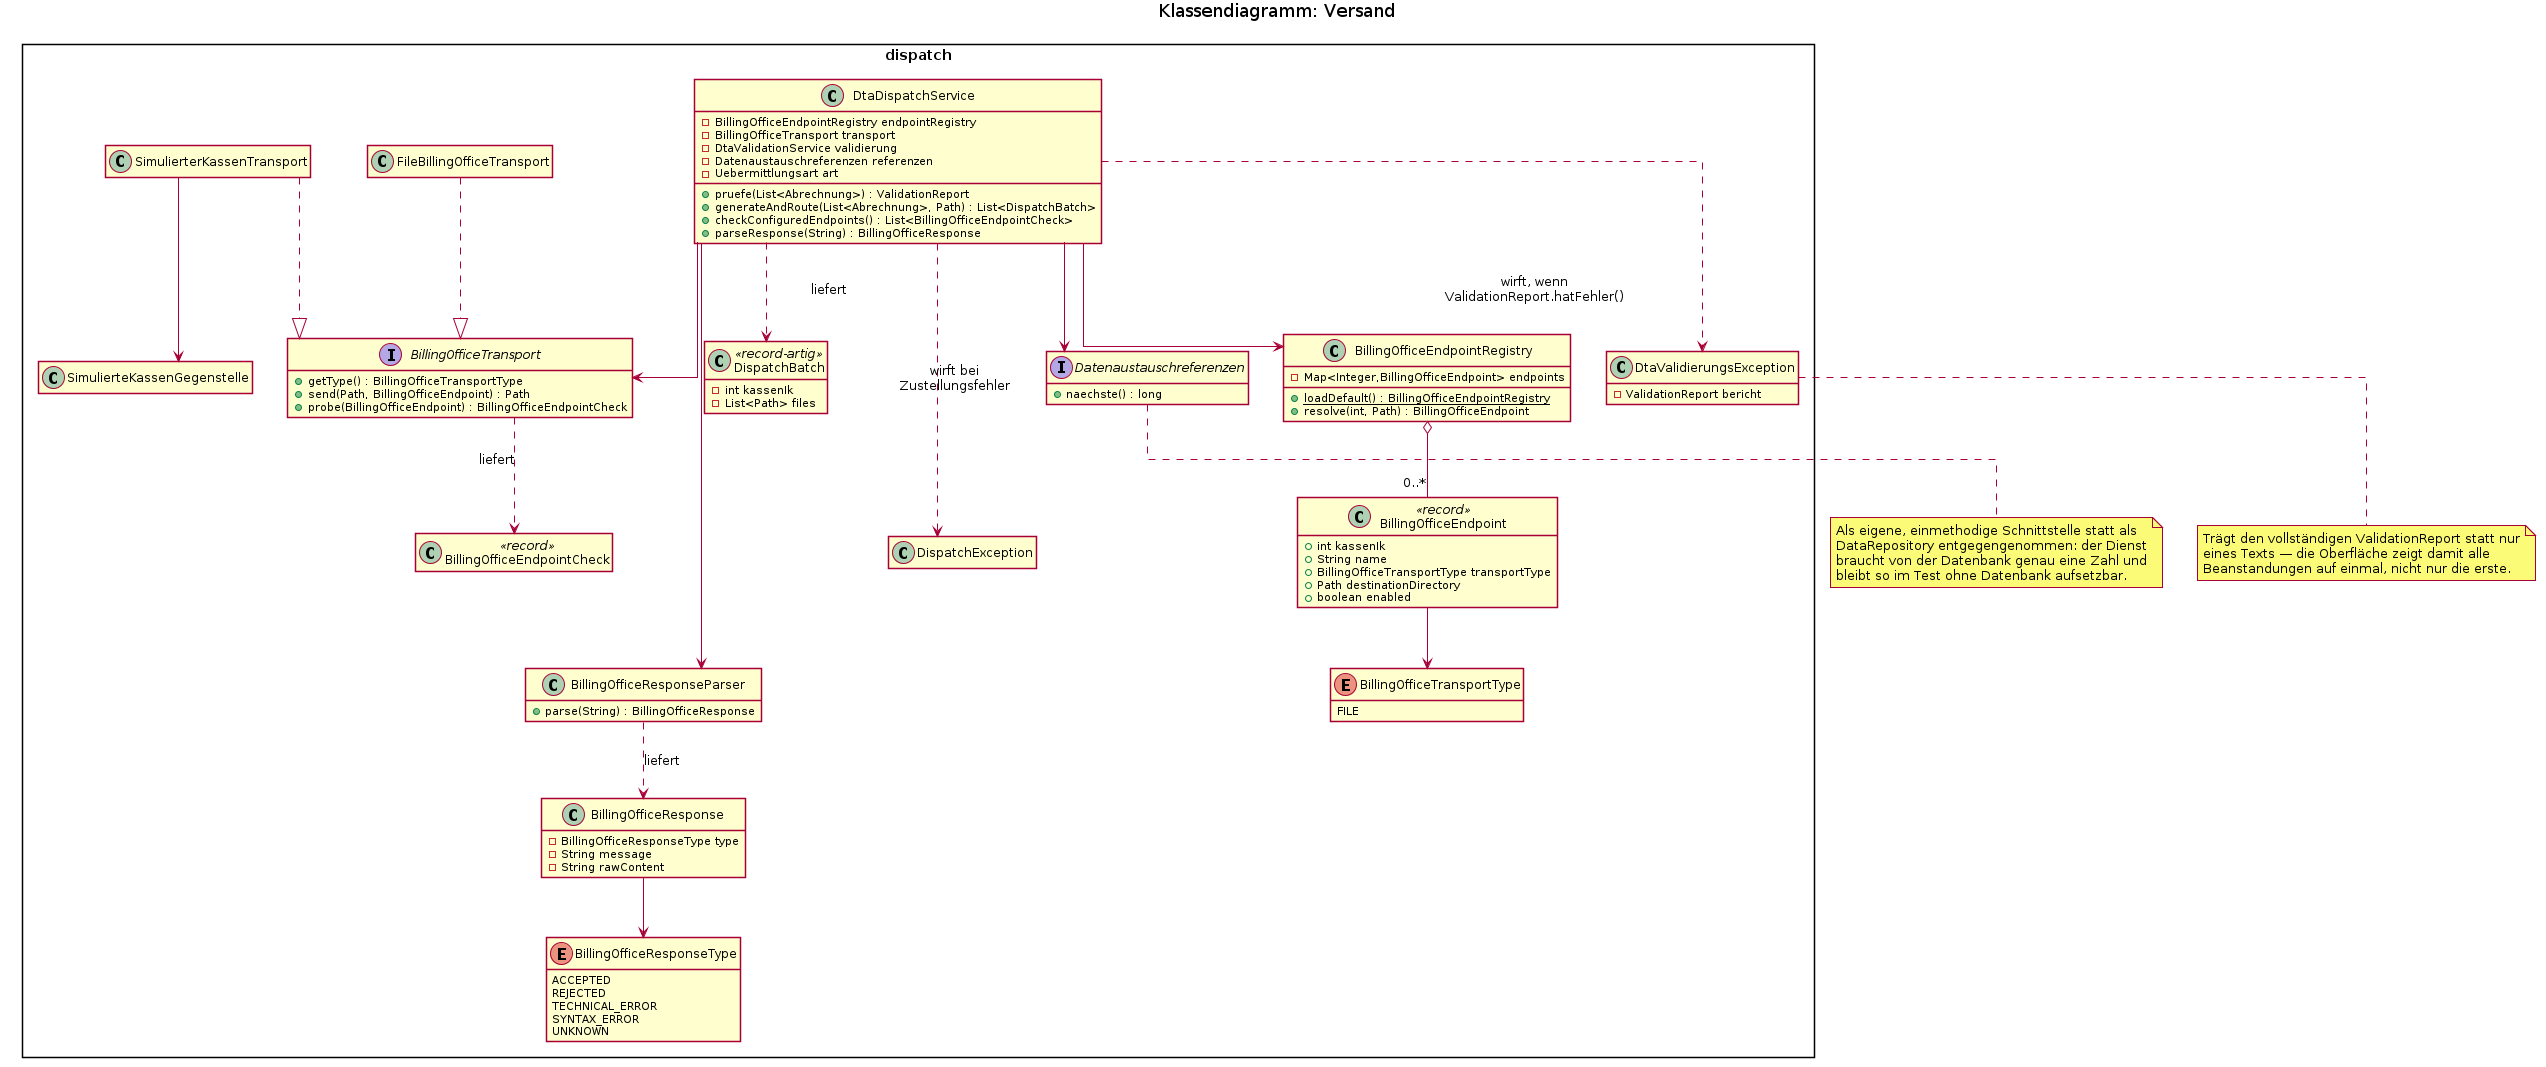 Klassendiagramm: Versand
dispatch
DtaDispatchService
BillingOfficeEndpointRegistry endpointRegistry
BillingOfficeTransport transport
DtaValidationService validierung
Datenaustauschreferenzen referenzen
Uebermittlungsart art
pruefe(List<Abrechnung>) : ValidationReport
generateAndRoute(List<Abrechnung>, Path) : List<DispatchBatch>
checkConfiguredEndpoints() : List<BillingOfficeEndpointCheck>
parseResponse(String) : BillingOfficeResponse
SimulierterKassenTransport
FileBillingOfficeTransport
liefert
wirft, wenn
ValidationReport.hatFehler()
SimulierteKassenGegenstelle
BillingOfficeTransport
getType() : BillingOfficeTransportType
send(Path, BillingOfficeEndpoint) : Path
probe(BillingOfficeEndpoint) : BillingOfficeEndpointCheck
«record-artig»
DispatchBatch
int kassenIk
List<Path> files
wirft bei
Zustellungsfehler
Datenaustauschreferenzen
naechste() : long
BillingOfficeEndpointRegistry
Map<Integer,BillingOfficeEndpoint> endpoints
loadDefault() : BillingOfficeEndpointRegistry
resolve(int, Path) : BillingOfficeEndpoint
DtaValidierungsException
ValidationReport bericht
liefert
0..*
«record»
BillingOfficeEndpointCheck
DispatchException
«record»
BillingOfficeEndpoint
int kassenIk
String name
BillingOfficeTransportType transportType
Path destinationDirectory
boolean enabled
Als eigene, einmethodige Schnittstelle statt als
DataRepository entgegengenommen: der Dienst
braucht von der Datenbank genau eine Zahl und
bleibt so im Test ohne Datenbank aufsetzbar.
Trägt den vollständigen ValidationReport statt nur
eines Texts — die Oberfläche zeigt damit alle
Beanstandungen auf einmal, nicht nur die erste.
BillingOfficeResponseParser
parse(String) : BillingOfficeResponse
BillingOfficeTransportType
FILE
liefert
BillingOfficeResponse
BillingOfficeResponseType type
String message
String rawContent
BillingOfficeResponseType
ACCEPTED
REJECTED
TECHNICAL_ERROR
SYNTAX_ERROR
UNKNOWN